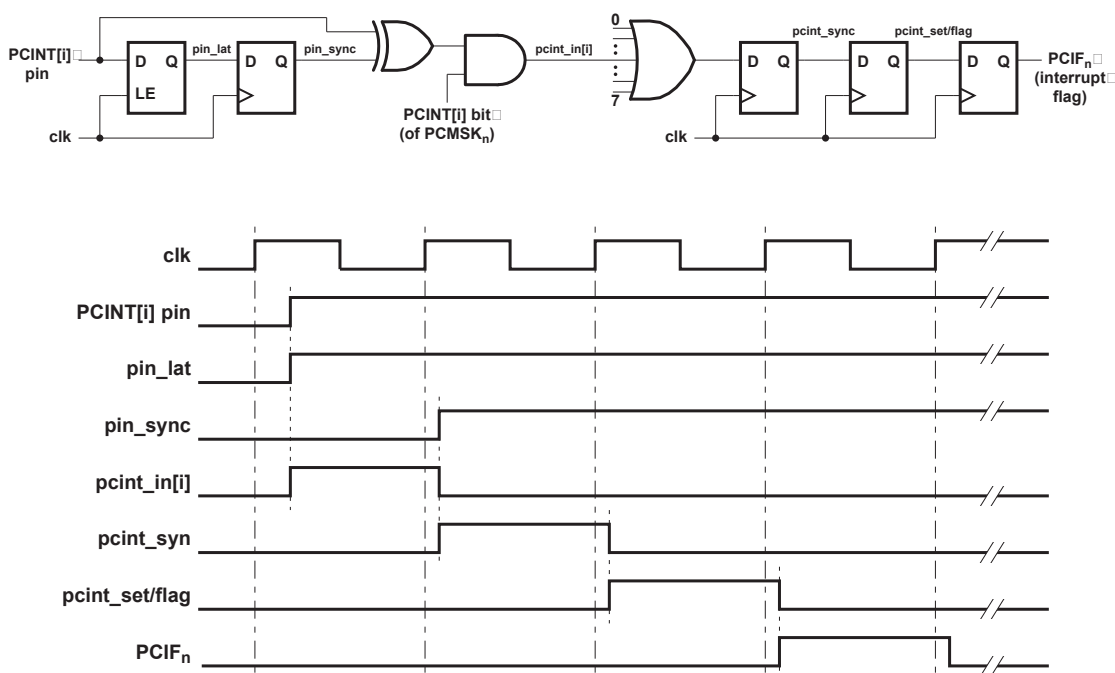 PCINT[i]
pin
pin_lat
pin_sync
D Q
LE
D Q
clk
PCINT[i] bit
(of PCMSKn)
pcint_in[i]
0
7
pcint_sync
pcint_set/flag
D Q
D Q
D Q
clk
PCIFn
(interrupt
flag)
clk
PCINT[i] pin
pin_lat
pin_sync
pcint_in[i]
pcint_syn
pcint_set/flag
PCIFn